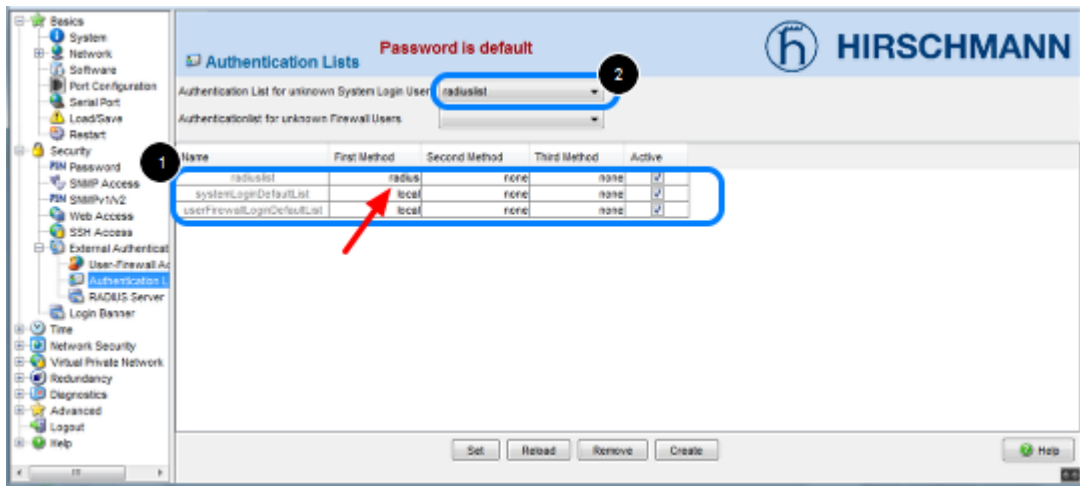 Basics
System
Network
Software
Port Configuration
Serial Port
Load/Save
Restart
Security
PIN Password
SNMP Access
PIN SNMPv1/v2
Web Access
SSH Access
External Authenticat
User-Firewall Ac
Authentication L
RADIUS Server
Login Banner
Time
Network Security
Virtual Private Network
Redundancy
Diagnostics
Advanced
Logout
Help
Authentication Lists
Password is default
HIRSCHMANN
2
Authentication List for unknown System Login User radiuslist
Authenticationlist for unknown Firewall Users
1
Name First Method Second Method Third Method Active
radiuslist radius none none
systemLoginDefaultList local none none
userFirewallLoginDefaultList local none none
Set Reload Remove Create Help